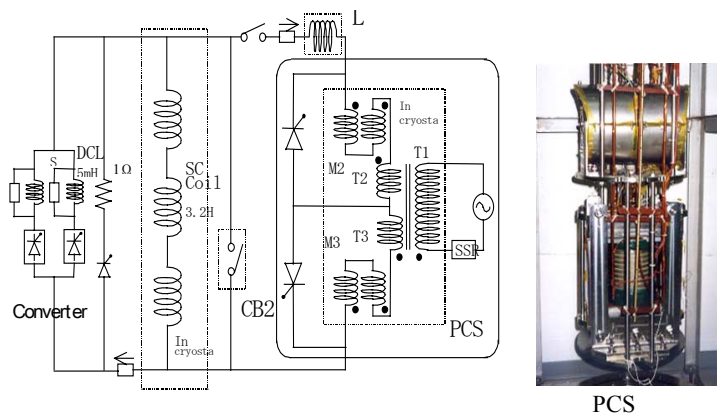 L
In
cryosta
M2
T2
T1
M3
T3
SSR
PCS
S
DCL
5mH
1Ω
SC
Coil
3.2H
CB2
Converter
In
cryosta
PCS